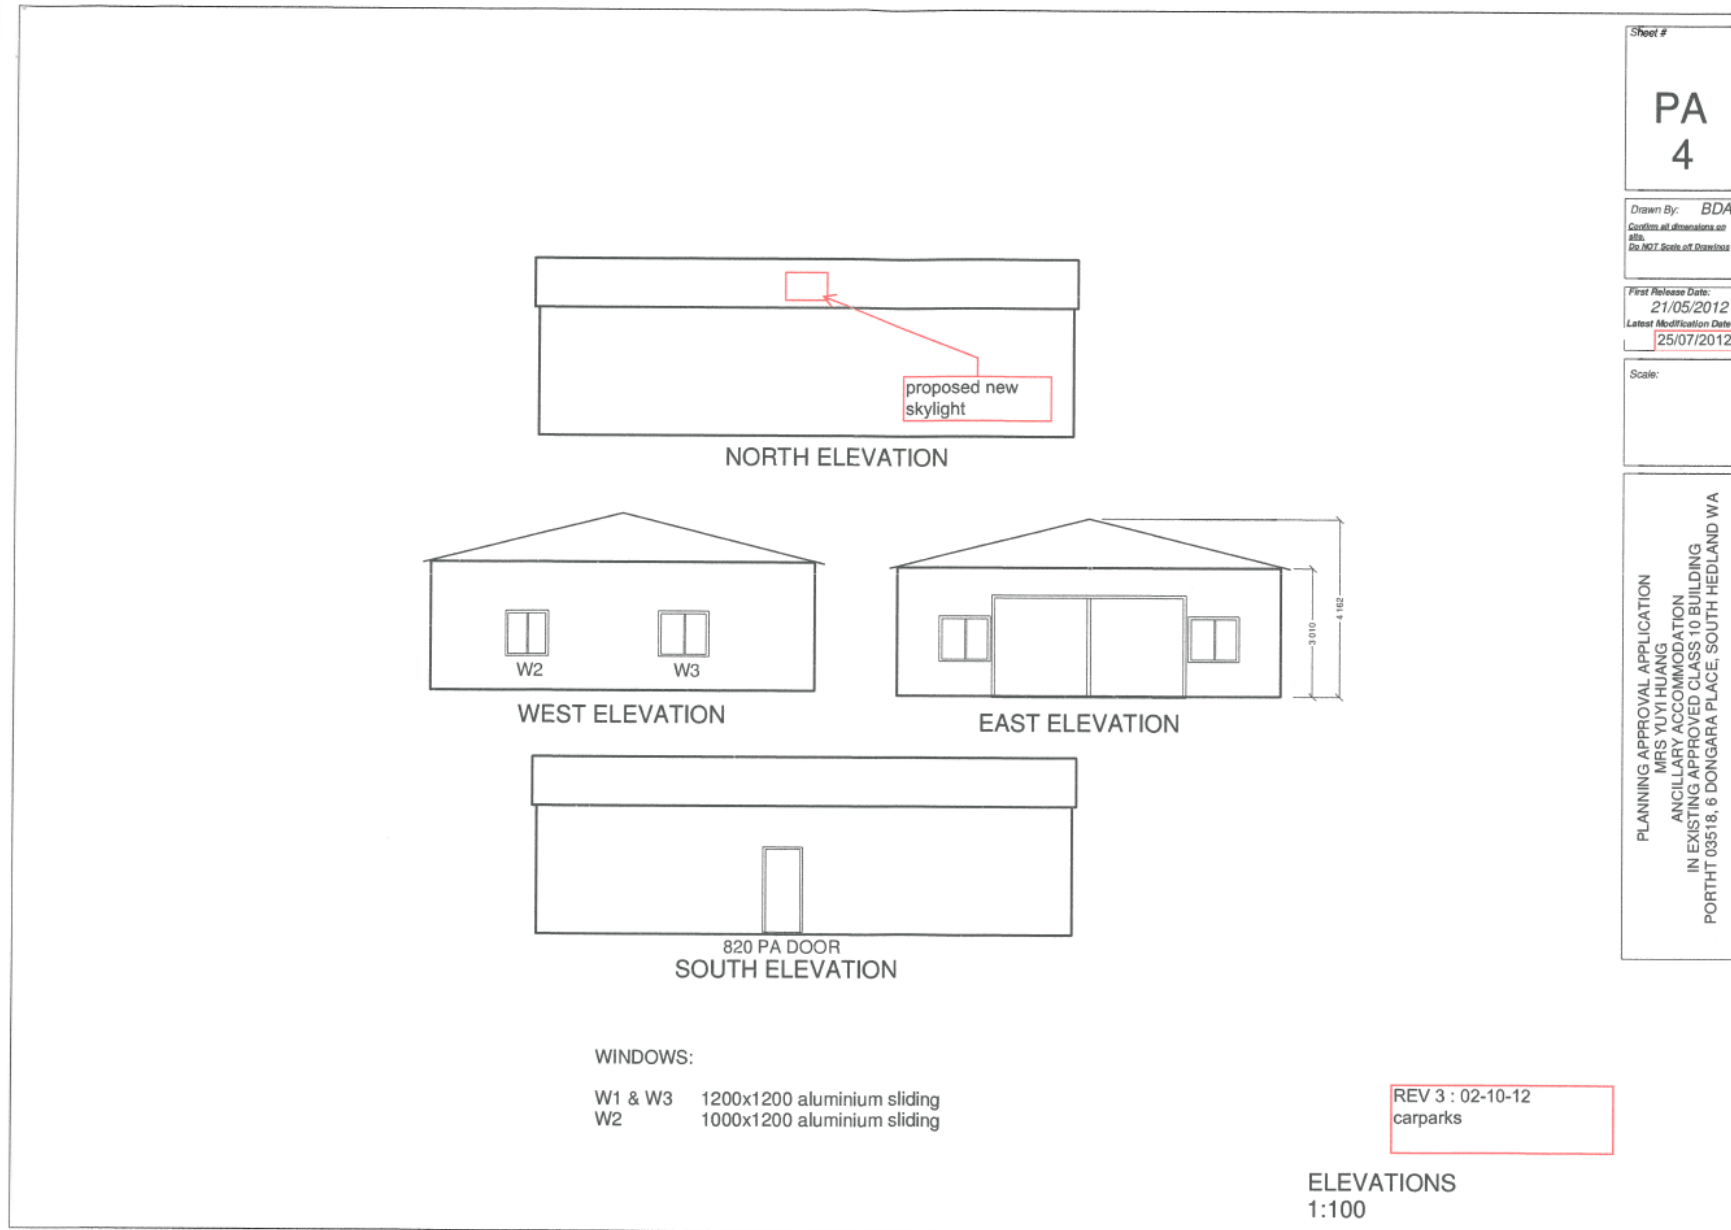 Sheet #
PA
4
Drawn By: BDA
Confirm all dimensions on
site.
Do NOT Scale off Drawings
First Release Date:
21/05/2012
Latest Modification Date
25/07/2012
Scale:
PLANNING APPROVAL APPLICATION
MRS YUYI HUANG
ANCILLARY ACCOMMODATION
IN EXISTING APPROVED CLASS 10 BUILDING
PORTHT 03518, 6 DONGARA PLACE, SOUTH HEDLAND WA
proposed new
skylight
NORTH ELEVATION
W2 W3
WEST ELEVATION
3 010
4 162
EAST ELEVATION
820 PA DOOR
SOUTH ELEVATION
WINDOWS:
W1 & W3 1200x1200 aluminium sliding
W2 1000x1200 aluminium sliding
REV 3 : 02-10-12
carparks
ELEVATIONS
1:100